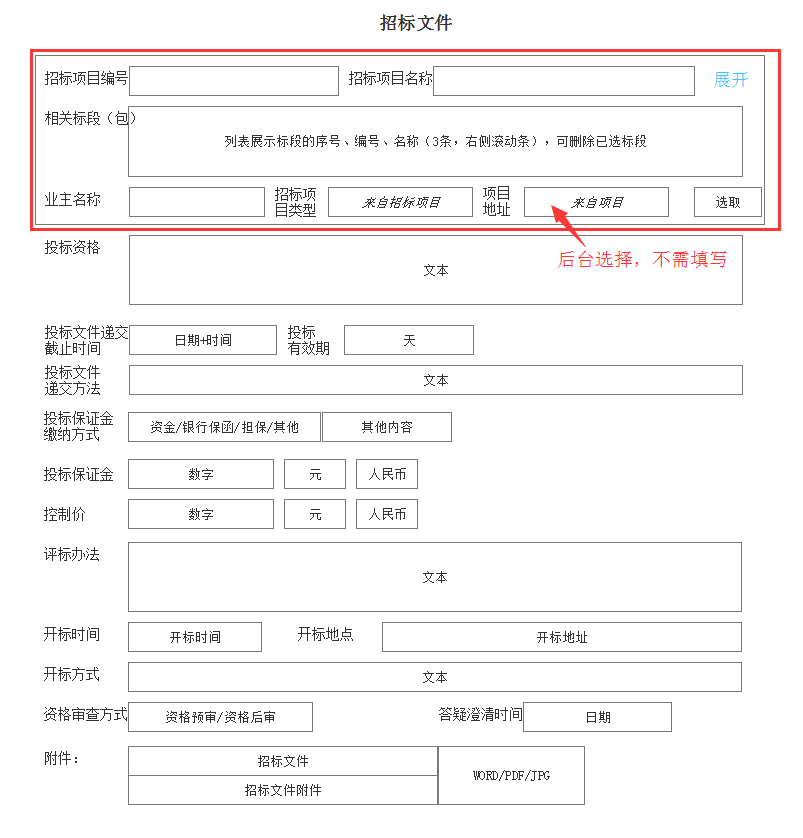 招标文件
招标项目编号 招标项目名称 展开
相关标段（包）
列表展示标段的序号、编号、名称（3条，右侧滚动条），可删除已选标段
业主名称 招标项目类型 来自招标项目 项目地址 来自项目 选取
后台选择，不需填写
投标资格 文本
投标文件递交截止时间 日期+时间 投标有效期 天
投标文件递交方法 文本
投标保证金缴纳方式 资金/银行保函/担保/其他 其他内容
投标保证金 数字 元 人民币
控制价 数字 元 人民币
评标办法 文本
开标时间 开标时间 开标地点 开标地址
开标方式 文本
资格审查方式 资格预审/资格后审 答疑澄清时间 日期
附件： 招标文件 WORD/PDF/JPG
招标文件附件